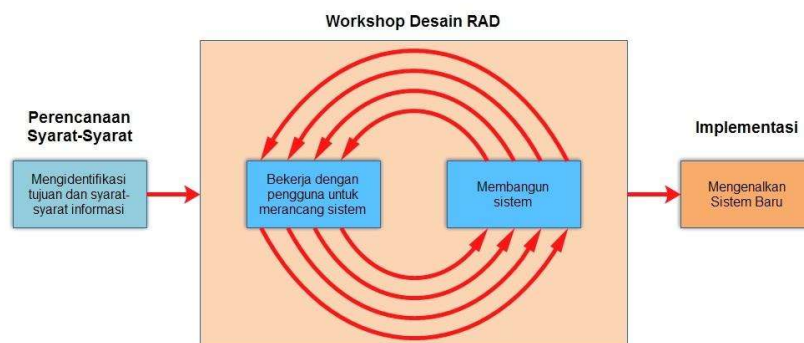 Workshop Desain RAD
Perencanaan
Syarat-Syarat
Mengidentifikasi
tujuan dan syarat-
syarat informasi
Bekerja dengan
pengguna untuk
merancang sistem
Membangun
sistem
Implementasi
Mengenalkan
Sistem Baru